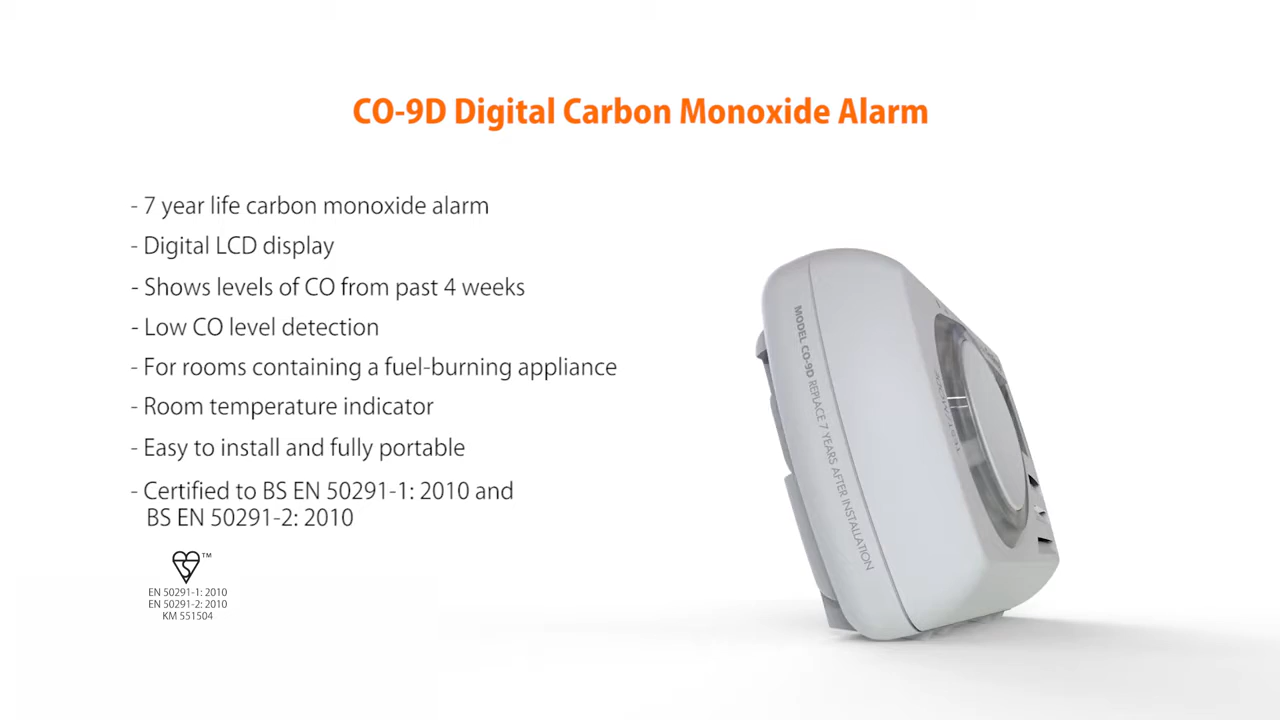 CO-9D Digital Carbon Monoxide Alarm
- 7 year life carbon monoxide alarm
- Digital LCD display
- Shows levels of CO from past 4 weeks
- Low CO level detection
- For rooms containing a fuel-burning appliance
- Room temperature indicator
- Easy to install and fully portable
- Certified to BS EN 50291-1: 2010 and
BS EN 50291-2: 2010
TM
EN 50291-1: 2010
EN 50291-2: 2010
KM 551504
MODEL CO-9D REPLACE 7 YEARS AFTER INSTALLATION